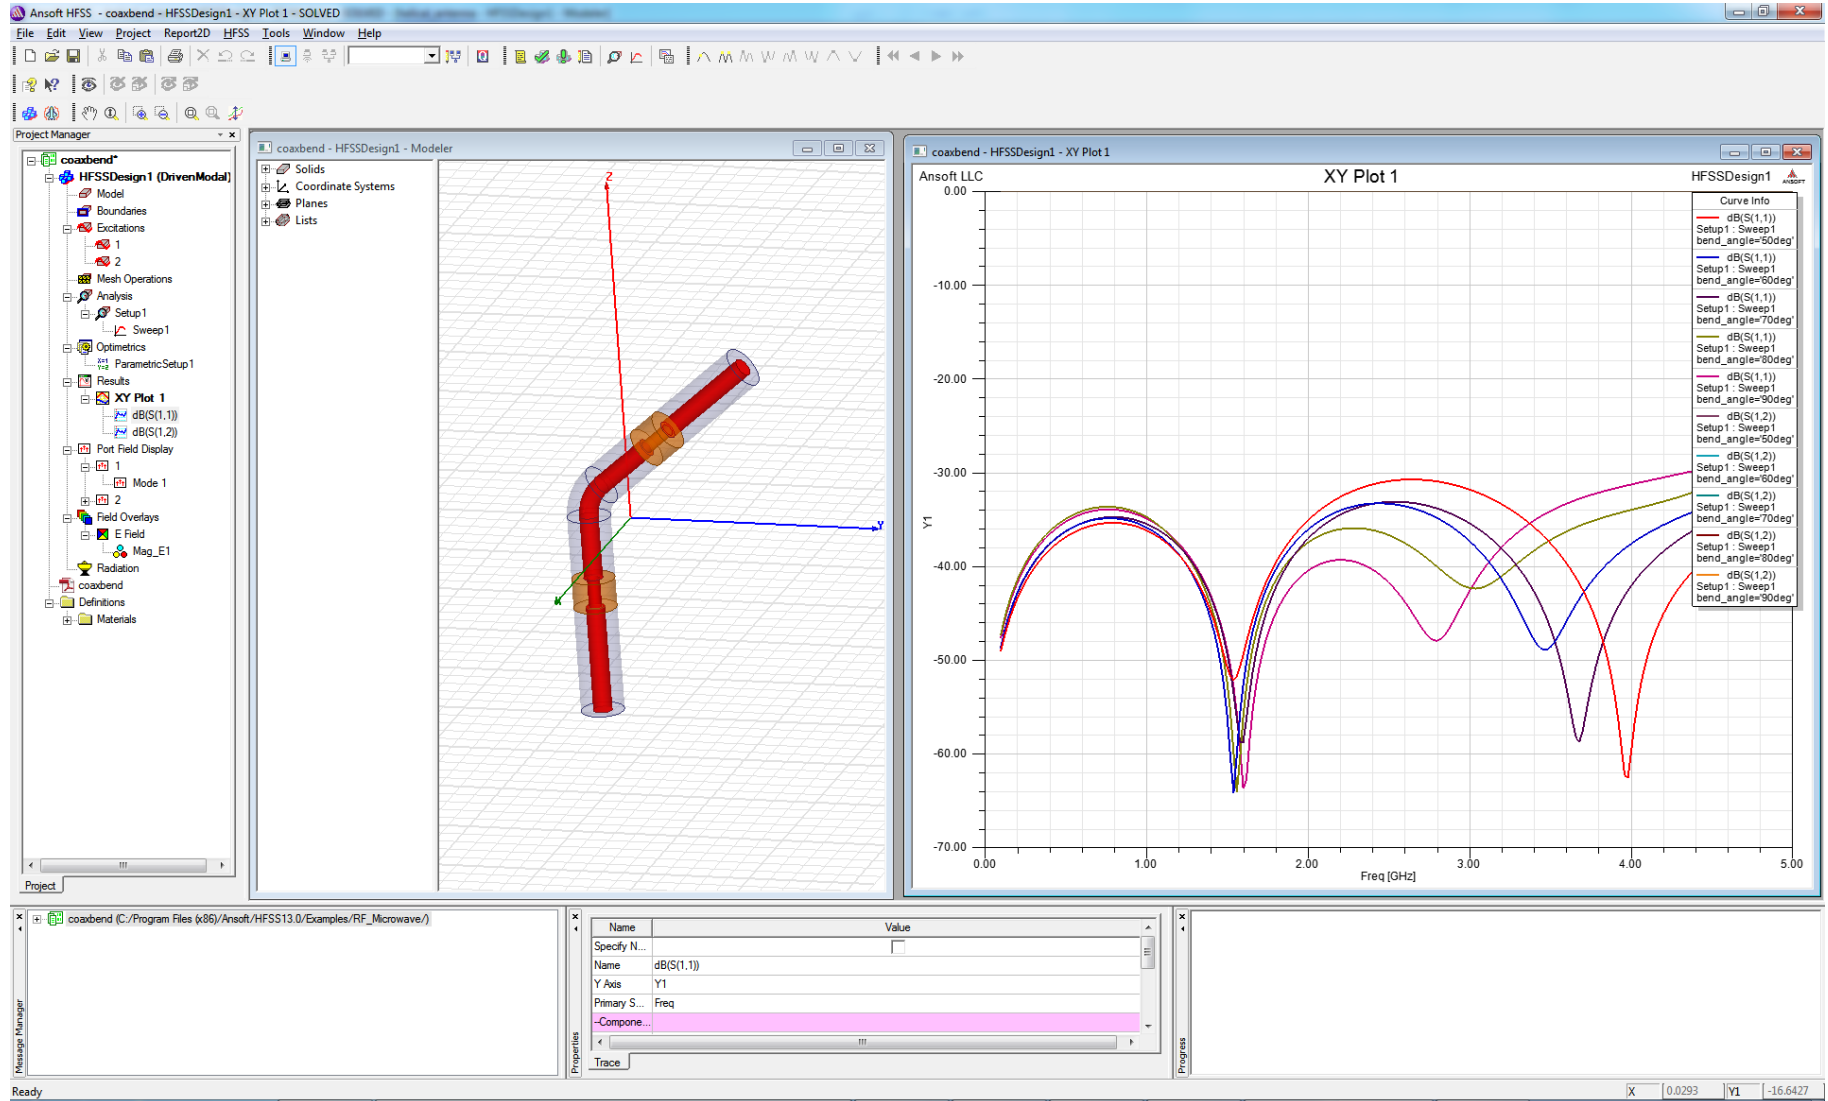 Ansoft HFSS - coaxbend - HFSSDesign1 - XY Plot 1 - SOLVED
File Edit View Project Report2D HFSS Tools Window Help
Project Manager
coaxbend*
HFSSDesign1 (DrivenModal)
Model
Boundaries
Excitations
1
2
Mesh Operations
Analysis
Setup1
Sweep1
Optimetrics
ParametricSetup1
Results
XY Plot 1
dB(S(1,1))
dB(S(1,2))
Port Field Display
1
Mode 1
2
Field Overlays
E Field
Mag_E1
Radiation
coaxbend
Definitions
Materials
Project
coaxbend - HFSSDesign1 - Modeler
Solids
Coordinate Systems
Planes
Lists
Z
Y
coaxbend - HFSSDesign1 - XY Plot 1
Ansoft LLC
XY Plot 1
HFSSDesign1
ANSOFT
0.00
-10.00
-20.00
-30.00
-40.00
-50.00
-60.00
-70.00
Y1
0.00 1.00 2.00 3.00 4.00 5.00
Freq [GHz]
Curve Info
dB(S(1,1))
Setup1 : Sweep1
bend_angle='50deg'
dB(S(1,1))
Setup1 : Sweep1
bend_angle='60deg'
dB(S(1,1))
Setup1 : Sweep1
bend_angle='70deg'
dB(S(1,1))
Setup1 : Sweep1
bend_angle='80deg'
dB(S(1,1))
Setup1 : Sweep1
bend_angle='90deg'
dB(S(1,2))
Setup1 : Sweep1
bend_angle='50deg'
dB(S(1,2))
Setup1 : Sweep1
bend_angle='60deg'
dB(S(1,2))
Setup1 : Sweep1
bend_angle='70deg'
dB(S(1,2))
Setup1 : Sweep1
bend_angle='80deg'
dB(S(1,2))
Setup1 : Sweep1
bend_angle='90deg'
Message Manager
coaxbend (C:/Program Files (x86)/Ansoft/HFSS13.0/Examples/RF_Microwave/)
Properties
Name Value
Specify N...
Name dB(S(1,1))
Y Axis Y1
Primary S... Freq
--Compone...
Trace
Progress
Ready
X 0.0293 Y1 -16.6427